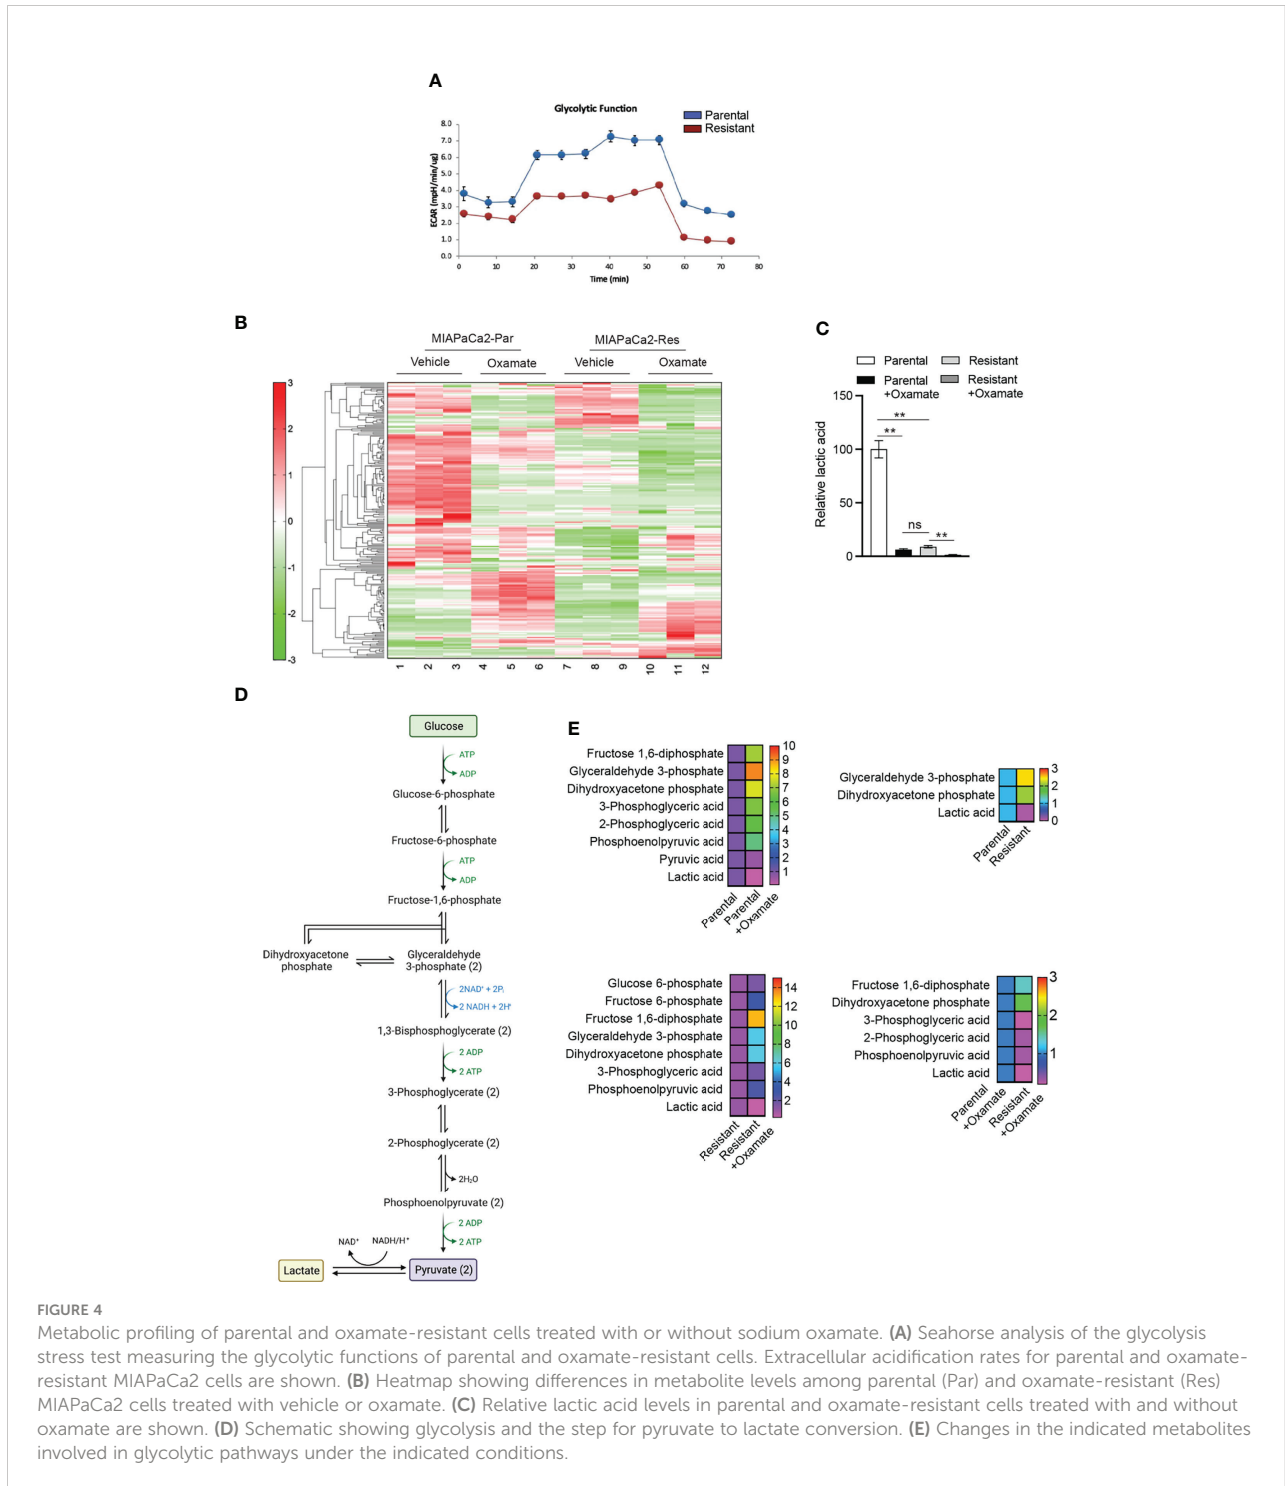 A
Glycolytic Function
Parental
Resistant
8.0
7.0
6.0
5.0
4.0
3.0
2.0
1.0
0.0
ECAR (mpH/min/ug)
0 10 20 30 40 50 60 70 80
Time (min)
B
MIAPaCa2-Par MIAPaCa2-Res
Vehicle Oxamate Vehicle Oxamate
3
2
1
0
-1
-2
-3
1 2 3 4 5 6 7 8 9 10 11 12
C
Parental Resistant
Parental +Oxamate
Resistant +Oxamate
150
100
50
0
Relative lactic acid
**
**
ns
**
D
Glucose
ATP
ADP
Glucose-6-phosphate
Fructose-6-phosphate
ATP
ADP
Fructose-1,6-phosphate
Dihydroxyacetone
phosphate
Glyceraldehyde
3-phosphate (2)
2NAD⁺ + 2Pᵢ
2 NADH + 2H⁺
1,3-Bisphosphoglycerate (2)
2 ADP
2 ATP
3-Phosphoglycerate (2)
2-Phosphoglycerate (2)
2H₂O
Phosphoenolpyruvate (2)
2 ADP
2 ATP
NAD⁺ NADH/H⁺
Lactate
Pyruvate (2)
E
Fructose 1,6-diphosphate
Glyceraldehyde 3-phosphate
Dihydroxyacetone phosphate
3-Phosphoglyceric acid
2-Phosphoglyceric acid
Phosphoenolpyruvic acid
Pyruvic acid
Lactic acid
10
9
8
7
6
5
4
3
2
1
Parental
Parental
+Oxamate
Glyceraldehyde 3-phosphate
Dihydroxyacetone phosphate
Lactic acid
3
2
1
0
Parental
Resistant
Glucose 6-phosphate
Fructose 6-phosphate
Fructose 1,6-diphosphate
Glyceraldehyde 3-phosphate
Dihydroxyacetone phosphate
3-Phosphoglyceric acid
Phosphoenolpyruvic acid
Lactic acid
14
12
10
8
6
4
2
Resistant
Resistant
+Oxamate
Fructose 1,6-diphosphate
Dihydroxyacetone phosphate
3-Phosphoglyceric acid
2-Phosphoglyceric acid
Phosphoenolpyruvic acid
Lactic acid
3
2
1
Parental
+Oxamate
Resistant
+Oxamate
FIGURE 4
Metabolic profiling of parental and oxamate-resistant cells treated with or without sodium oxamate. (A) Seahorse analysis of the glycolysis
stress test measuring the glycolytic functions of parental and oxamate-resistant cells. Extracellular acidification rates for parental and oxamate-
resistant MIAPaCa2 cells are shown. (B) Heatmap showing differences in metabolite levels among parental (Par) and oxamate-resistant (Res)
MIAPaCa2 cells treated with vehicle or oxamate. (C) Relative lactic acid levels in parental and oxamate-resistant cells treated with and without
oxamate are shown. (D) Schematic showing glycolysis and the step for pyruvate to lactate conversion. (E) Changes in the indicated metabolites
involved in glycolytic pathways under the indicated conditions.